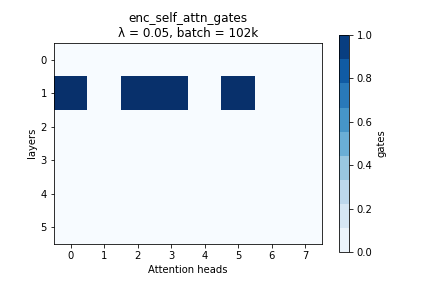 enc_self_attn_gates
λ = 0.05, batch = 102k
0
1
2
3
4
5
layers
0 1 2 3 4 5 6 7
Attention heads
1.0
0.8
0.6
0.4
0.2
0.0
gates